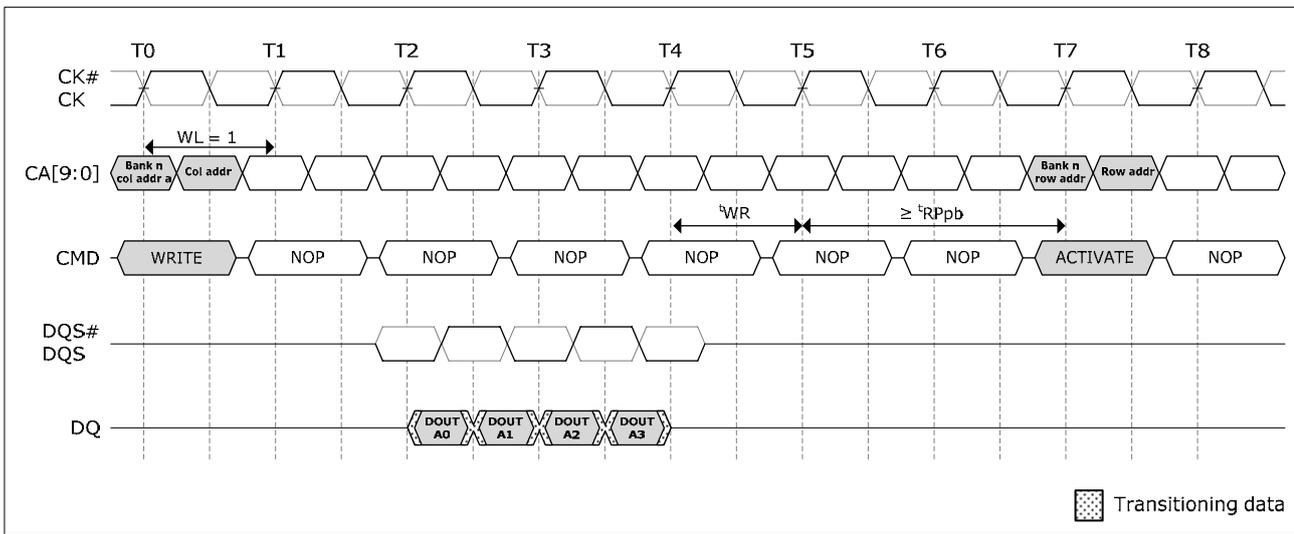 T0 T1 T2 T3 T4 T5 T6 T7 T8
CK#
CK
WL = 1
CA[9:0]
Bank n
col addr a
Col addr
Bank n
row addr
Row addr
tWR
≥ tRPpb
CMD
WRITE NOP NOP NOP NOP NOP NOP ACTIVATE NOP
DQS#
DQS
DQ
DOUT
A0
DOUT
A1
DOUT
A2
DOUT
A3
Transitioning data